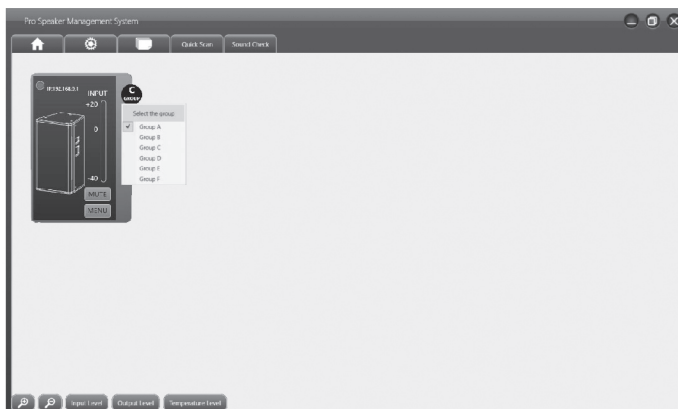 Pro Speaker Management System
Quick Scan
Sound Check
INPUT
+20
0
-40
MUTE
MENU
C
GROUP
Select the group
Group A
Group B
Group C
Group D
Group E
Group F
Input Level
Output Level
Temperature Level